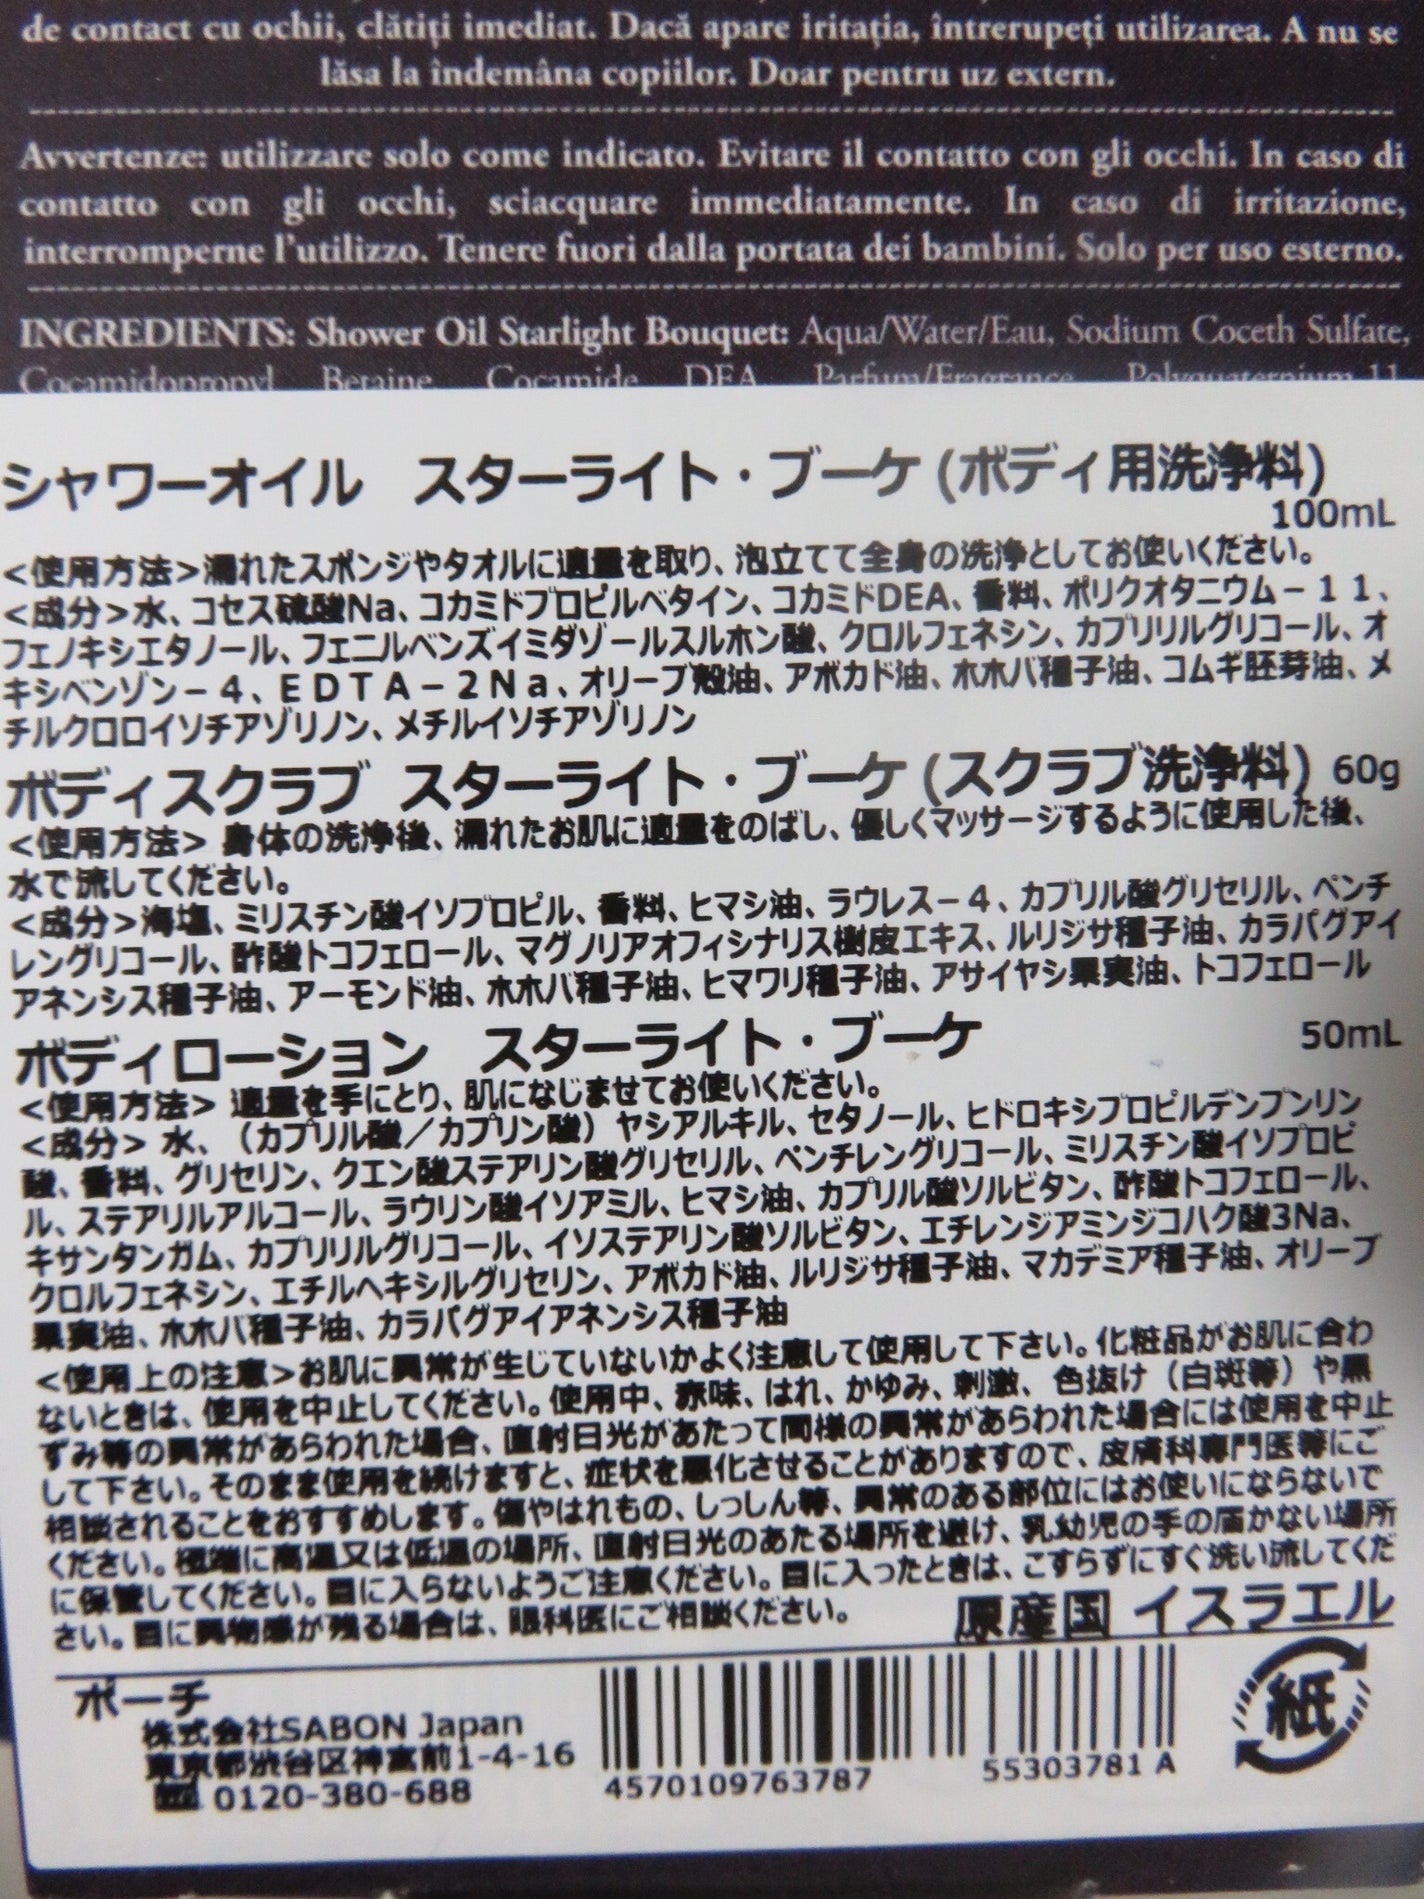 de contact cu ochii, clătiți imediat. Dacă apare iritația, întrerupeți utilizarea. A nu se
lăsa la îndemâna copiilor. Doar pentru uz extern.
Avvertenze: utilizzare solo come indicato. Evitare il contatto con gli occhi. In caso di
contatto con gli occhi, sciacquare immediatamente. In caso di irritazione,
interromperne l'utilizzo. Tenere fuori dalla portata dei bambini. Solo per uso esterno.
INGREDIENTS: Shower Oil Starlight Bouquet: Aqua/Water/Eau, Sodium Coceth Sulfate,
Cocamidopropyl Betaine, Cocamide DEA, Parfum/Fragrance, Polyquaternium-11
シャワーオイル スターライト・ブーケ (ボディ用洗浄料)
100mL
<使用方法>濡れたスポンジやタオルに適量を取り、泡立てて全身の洗浄としてお使いください。
<成分>水、コセス硫酸Na、コカミドプロピルベタイン、コカミドDEA、香料、ポリクオタニウム－１１、
フェノキシエタノール、フェニルベンズイミダゾールスルホン酸、クロルフェネシン、カプリリルグリコール、オ
キシベンゾン－４、ＥＤＴＡ－２Ｎａ、オリーブ殻油、アボカド油、ホホバ種子油、コムギ胚芽油、メ
チルクロロイソチアゾリノン、メチルイソチアゾリノン
ボディスクラブ スターライト・ブーケ (スクラブ洗浄料) 60g
<使用方法> 身体の洗浄後、濡れたお肌に適量をのばし、優しくマッサージするように使用した後、
水で流してください。
<成分>海塩、ミリスチン酸イソプロピル、香料、ヒマシ油、ラウレス－４、カプリル酸グリセリル、ペンチ
レングリコール、酢酸トコフェロール、マグノリアオフィシナリス樹皮エキス、ルリジサ種子油、カラパグアイ
アネンシス種子油、アーモンド油、ホホバ種子油、ヒマワリ種子油、アサイヤシ果実油、トコフェロール
ボディローション スターライト・ブーケ 50mL
<使用方法> 適量を手にとり、肌になじませてお使いください。
<成分> 水、（カプリル酸／カプリン酸）ヤシアルキル、セタノール、ヒドロキシプロピルデンプンリン
酸、香料、グリセリン、クエン酸ステアリン酸グリセリル、ペンチレングリコール、ミリスチン酸イソプロピ
ル、ステアリルアルコール、ラウリン酸イソアミル、ヒマシ油、カプリル酸ソルビタン、酢酸トコフェロール、
キサンタンガム、カプリリルグリコール、イソステアリン酸ソルビタン、エチレンジアミンジコハク酸3Na、
クロルフェネシン、エチルヘキシルグリセリン、アボカド油、ルリジサ種子油、マカデミア種子油、オリーブ
果実油、ホホバ種子油、カラパグアイアネンシス種子油
<使用上の注意>お肌に異常が生じていないかよく注意して使用して下さい。化粧品がお肌に合わ
ないときは、使用を中止してください。使用中、赤味、はれ、かゆみ、刺激、色抜け（白斑等）や黒
ずみ等の異常があらわれた場合、直射日光があたって同様の異常があらわれた場合には使用を中止
して下さい。そのまま使用を続けますと、症状を悪化させることがありますので、皮膚科専門医等にご
相談されることをおすすめします。傷やはれもの、しっしん等、異常のある部位にはお使いにならないで
ください。極端に高温又は低温の場所、直射日光のあたる場所を避け、乳幼児の手の届かない場所
に保管してください。目に入らないようご注意ください。目に入ったときは、こすらずにすぐ洗い流してくだ
さい。目に異物感が残る場合は、眼科医にご相談ください。
原産国 イスラエル
ポーチ
株式会社SABON Japan
東京都渋谷区神宮前1-4-16
☎ 0120-380-688
4570109763787
55303781 A
紙